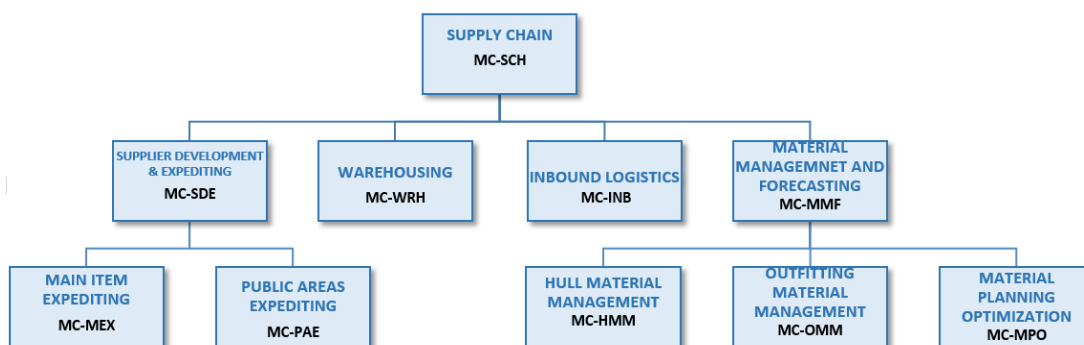 SUPPLY CHAIN
MC-SCH
SUPPLIER DEVELOPMENT
& EXPEDITING
MC-SDE
WAREHOUSING
MC-WRH
INBOUND LOGISTICS
MC-INB
MATERIAL
MANAGEMNET AND
FORECASTING
MC-MMF
MAIN ITEM
EXPEDITING
MC-MEX
PUBLIC AREAS
EXPEDITING
MC-PAE
HULL MATERIAL
MANAGEMENT
MC-HMM
OUTFITTING
MATERIAL
MANAGEMENT
MC-OMM
MATERIAL
PLANNING
OPTIMIZATION
MC-MPO